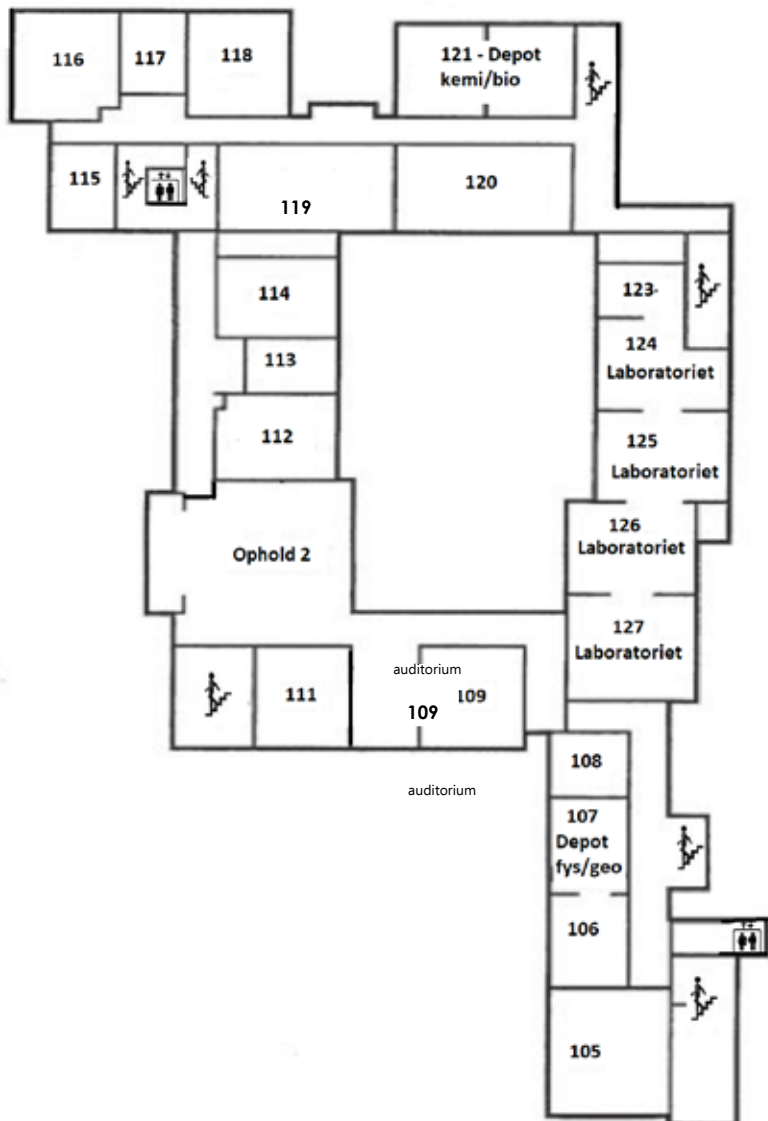 116
117
118
121 - Depot
kemi/bio
115
119
120
114
123-
124
Laboratoriet
113
112
125
Laboratoriet
126
Laboratoriet
Ophold 2
127
Laboratoriet
auditorium
111
109
109
108
auditorium
107
Depot
fys/geo
106
105